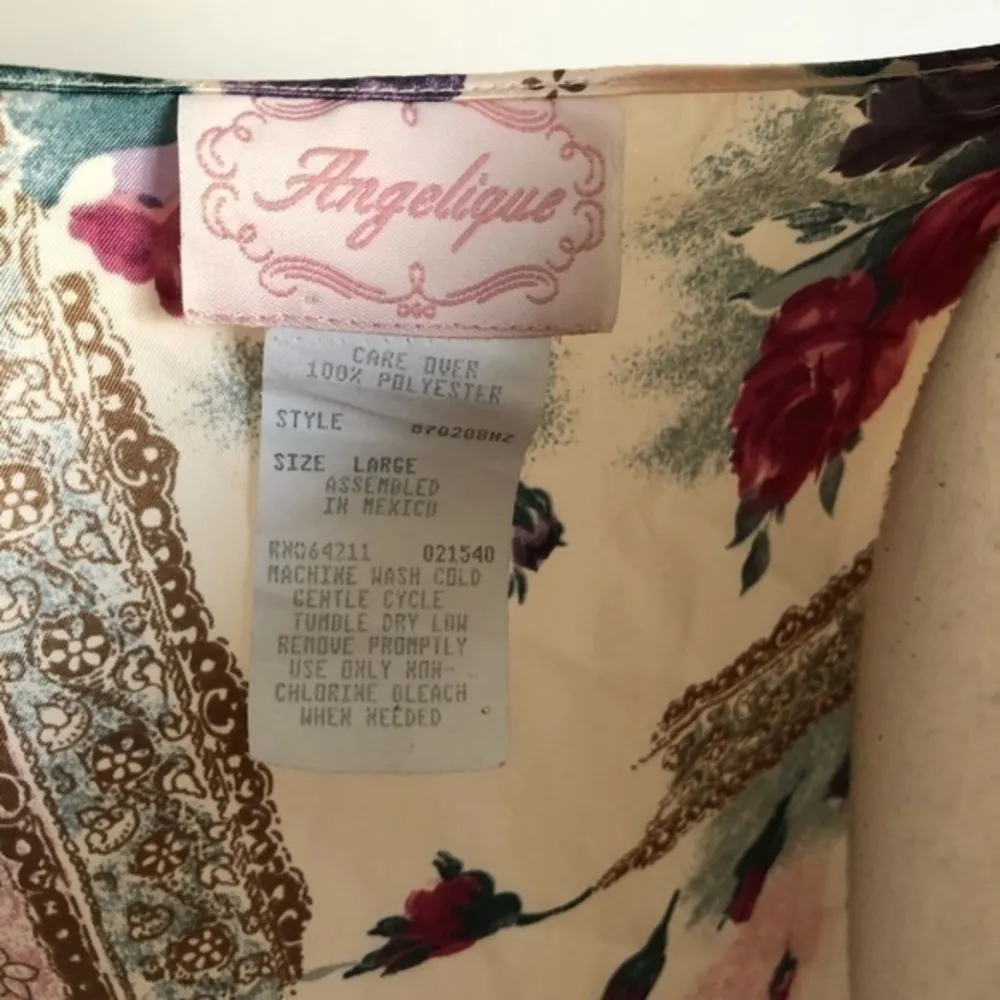 Angelique
CARE OVER
100% POLYESTER
STYLE 870208HZ
SIZE LARGE
ASSEMBLED
IN MEXICO
RN064211 021540
MACHINE WASH COLD
GENTLE CYCLE
TUMBLE DRY LOW
REMOVE PROMPTLY
USE ONLY NON-
CHLORINE BLEACH
WHEN NEEDED